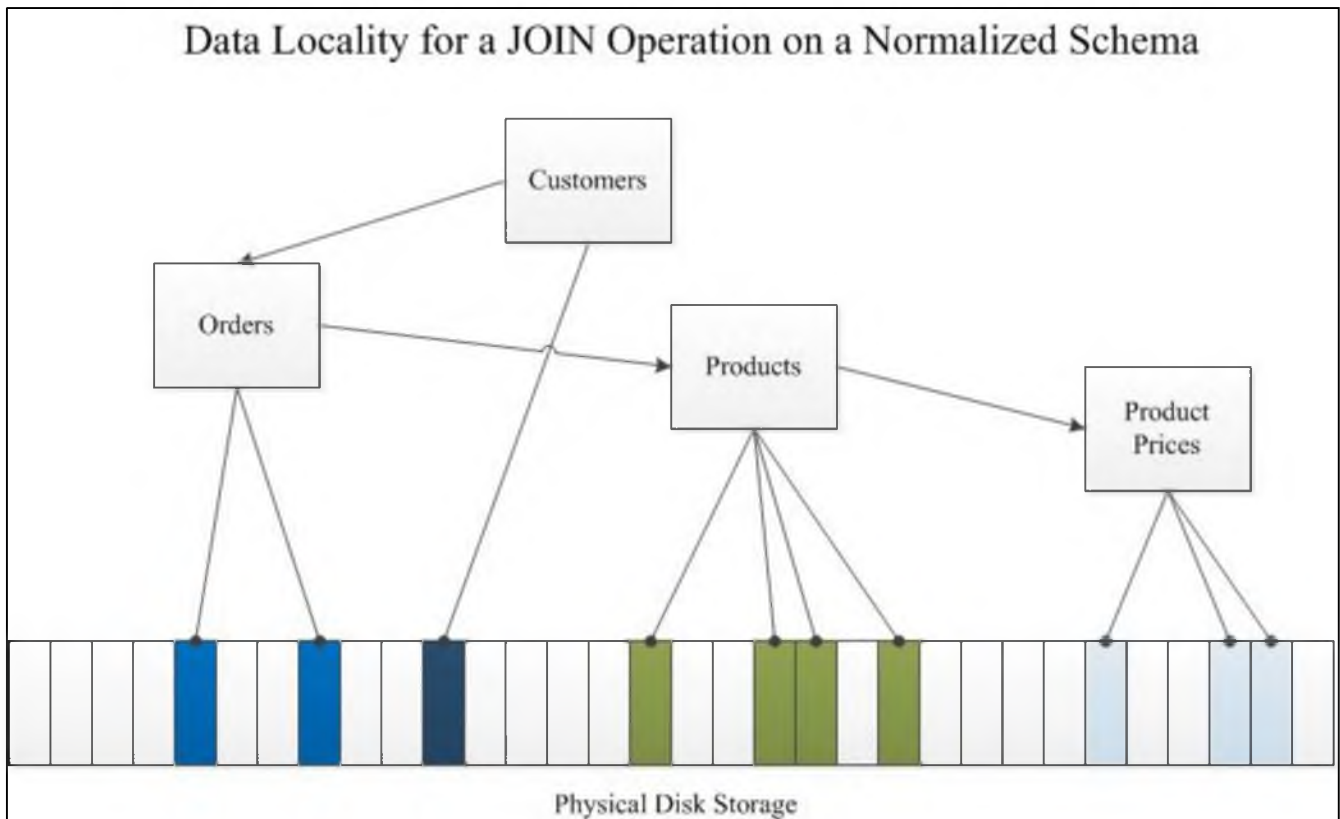 Data Locality for a JOIN Operation on a Normalized Schema
Customers
Orders
Products
Product
Prices
Physical Disk Storage